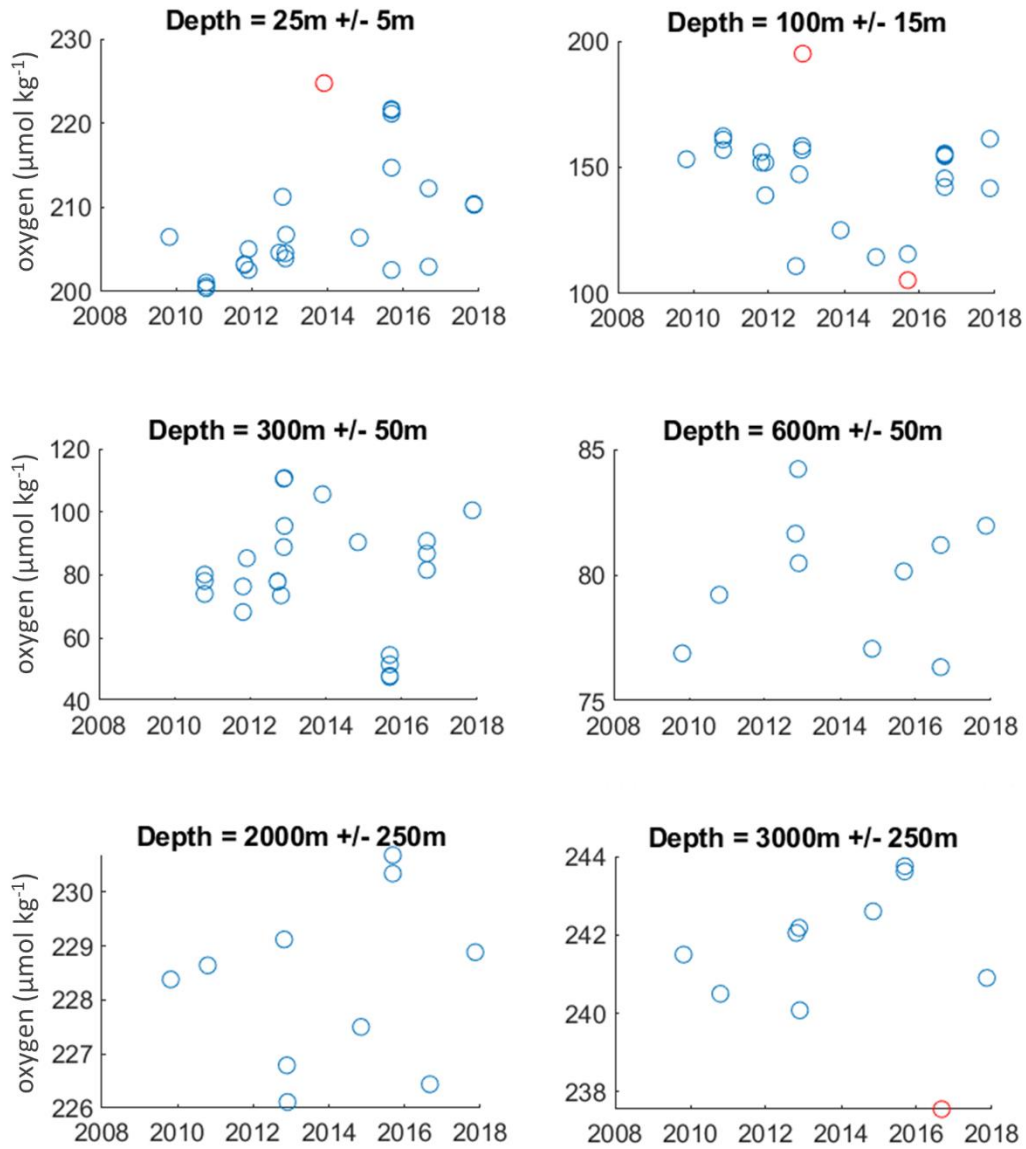 Depth = 25m +/- 5m
230
220
210
200
oxygen (µmol kg-1)
2008 2010 2012 2014 2016 2018
Depth = 100m +/- 15m
200
150
100
2008 2010 2012 2014 2016 2018
Depth = 300m +/- 50m
120
100
80
60
40
oxygen (µmol kg-1)
2008 2010 2012 2014 2016 2018
Depth = 600m +/- 50m
85
80
75
2008 2010 2012 2014 2016 2018
Depth = 2000m +/- 250m
230
229
228
227
226
oxygen (µmol kg-1)
2008 2010 2012 2014 2016 2018
Depth = 3000m +/- 250m
244
242
240
238
2008 2010 2012 2014 2016 2018